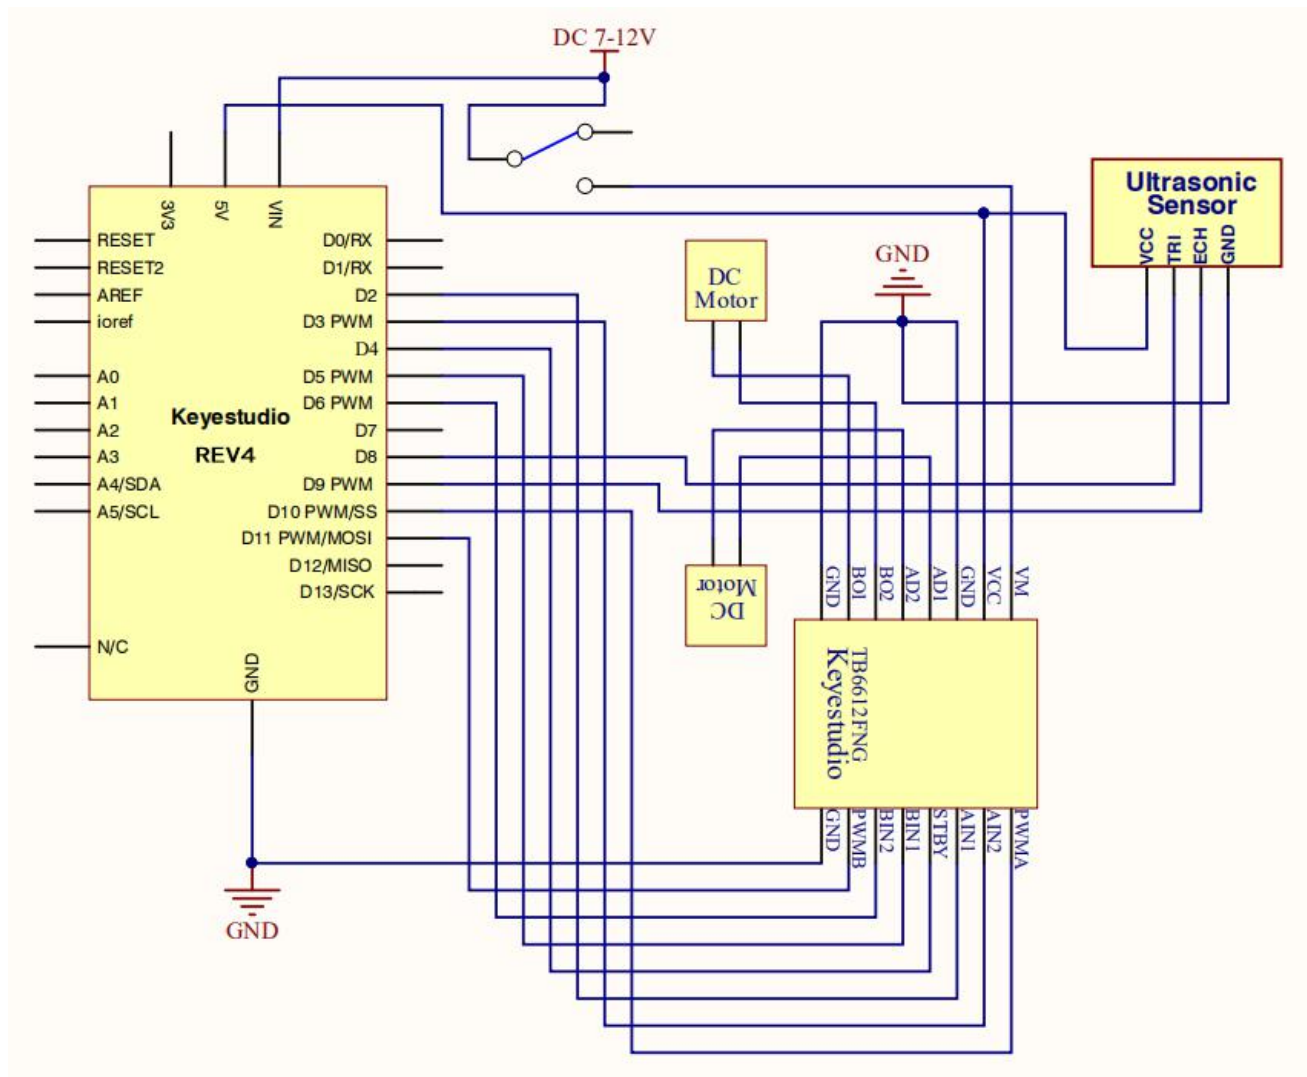 DC 7-12V
3V3
5V
VIN
RESET
RESET2
AREF
ioref
A0
A1
A2
A3
A4/SDA
A5/SCL
N/C
Keyestudio
REV4
D0/RX
D1/RX
D2
D3 PWM
D4
D5 PWM
D6 PWM
D7
D8
D9 PWM
D10 PWM/SS
D11 PWM/MOSI
D12/MISO
D13/SCK
GND
GND
DC
Motor
GND
Ultrasonic
Sensor
VCC
TRI
ECH
GND
DC
Motor
GND
BO1
BO2
AD2
AD1
GND
VCC
VM
TB6612FNG
Keyestudio
GND
PWMB
BIN2
BIN1
STBY
AIN1
AIN2
PWMA